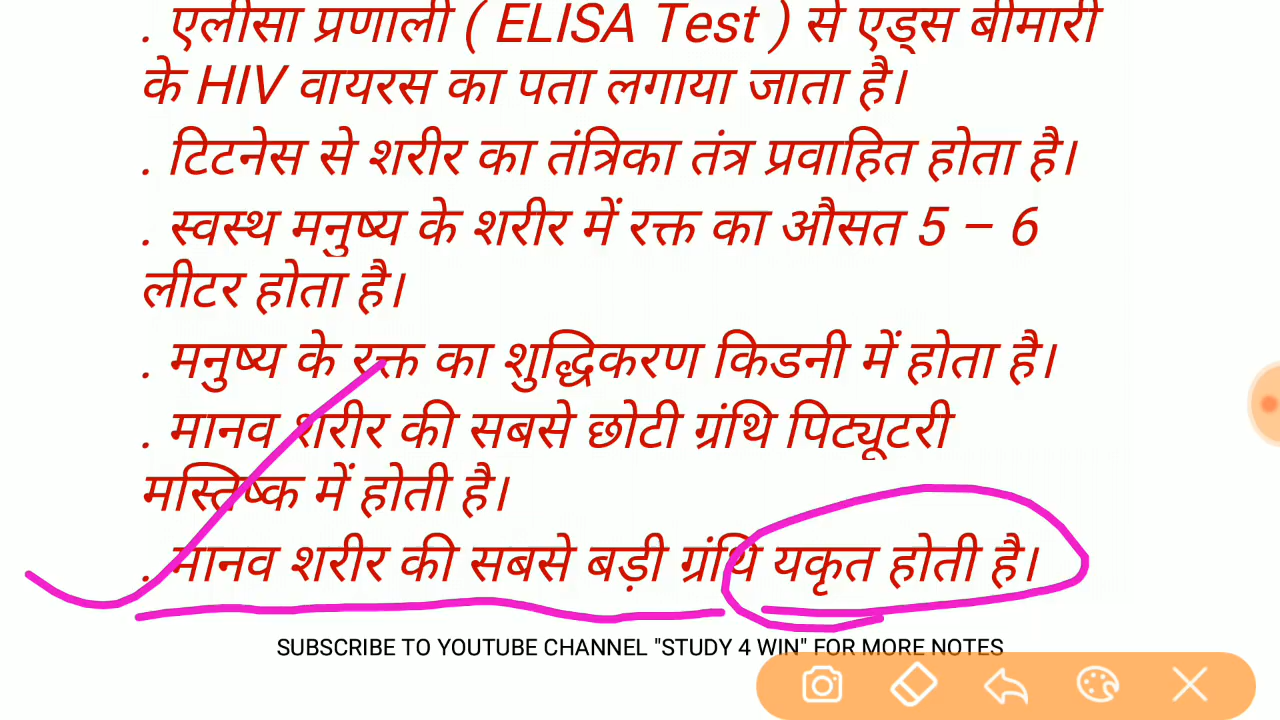 . एलीसा प्रणाली ( ELISA Test ) से एड्स बीमारी
के HIV वायरस का पता लगाया जाता है।
. टिटनेस से शरीर का तंत्रिका तंत्र प्रवाहित होता है।
. स्वस्थ मनुष्य के शरीर में रक्त का औसत 5 – 6
लीटर होता है।
. मनुष्य के रक्त का शुद्धिकरण किडनी में होता है।
. मानव शरीर की सबसे छोटी ग्रंथि पिट्यूटरी
मस्तिष्क में होती है।
. मानव शरीर की सबसे बड़ी ग्रंथि यकृत होती है।
SUBSCRIBE TO YOUTUBE CHANNEL "STUDY 4 WIN" FOR MORE NOTES